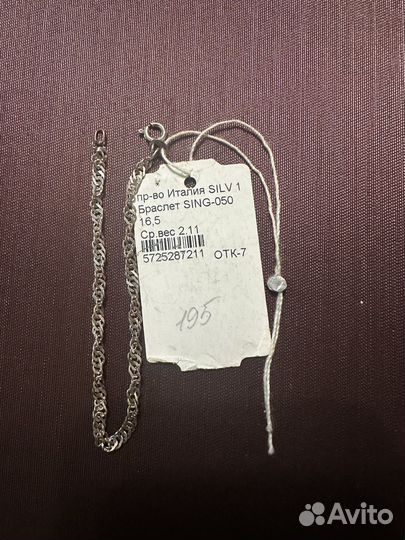 пр-во Италия SILV 1
Браслет SING-050
16,5
Ср.вес 2.11
5725287211 ОТК-7
195
Avito